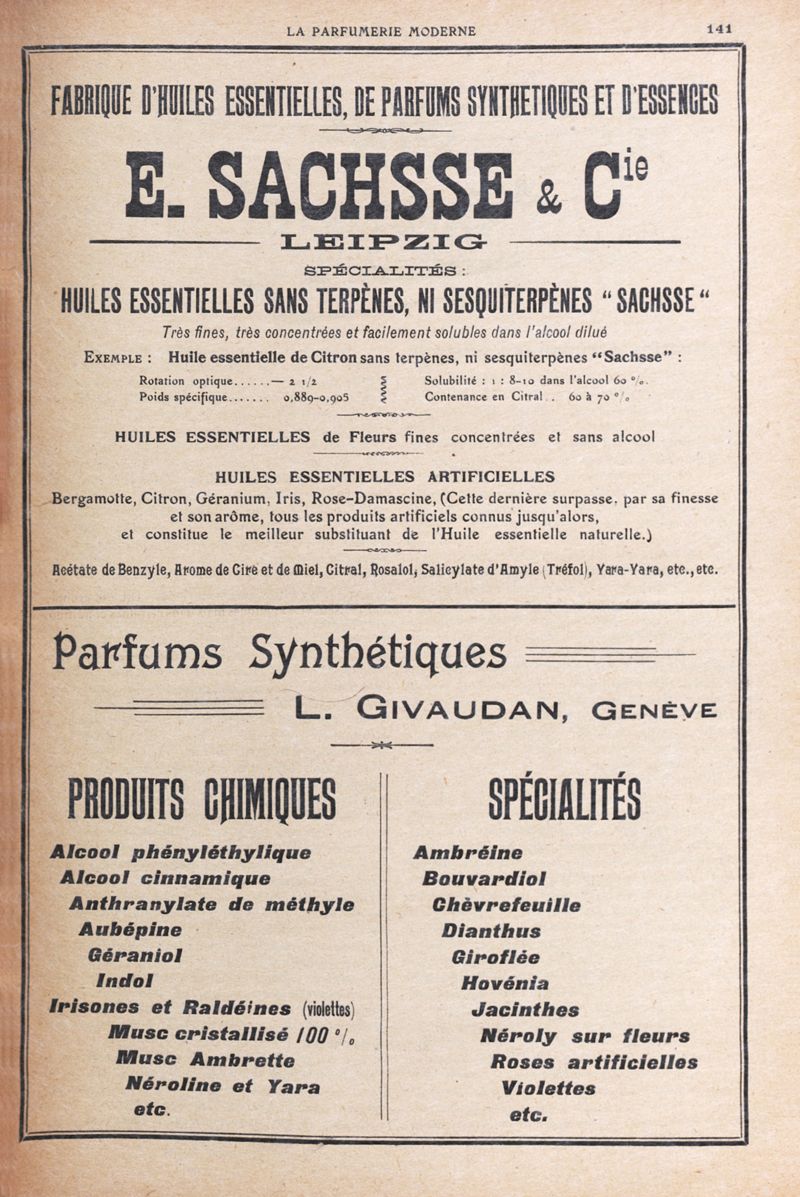 LA PARFUMERIE MODERNE
141
FABRIQUE D'HUILES ESSENTIELLES, DE PARFUMS SYNTHETIQUES ET D'ESSENCES
E. SACHSSE & Cie
LEIPZIG
SPÉCIALITÉS :
HUILES ESSENTIELLES SANS TERPÈNES, NI SESQUITERPÈNES “ SACHSSE “
Très fines, très concentrées et facilement solubles dans l'alcool dilué
EXEMPLE : Huile essentielle de Citron sans terpènes, ni sesquiterpènes “Sachsse” :
Rotation optique...... — 2 1/2
Poids spécifique....... 0,889-0,905
Solubilité : 1 : 8-10 dans l'alcool 60 %.
Contenance en Citral . . 60 à 70 %
HUILES ESSENTIELLES de Fleurs fines concentrées et sans alcool
HUILES ESSENTIELLES ARTIFICIELLES
Bergamotte, Citron, Géranium, Iris, Rose-Damascine, (Cette dernière surpasse, par sa finesse
et son arôme, tous les produits artificiels connus jusqu'alors,
et constitue le meilleur substituant de l'Huile essentielle naturelle.)
Acétate de Benzyle, Arome de Cire et de Miel, Citral, Rosalol, Salicylate d'Amyle (Tréfol), Yara-Yara, etc., etc.
Parfums Synthétiques
L. GIVAUDAN, GENÈVE
PRODUITS CHIMIQUES
Alcool phényléthylique
Alcool cinnamique
Anthranylate de méthyle
Aubépine
Géraniol
Indol
Irisones et Raldéines (violettes)
Musc cristallisé 100 %
Musc Ambrette
Néroline et Yara
etc.
SPÉCIALITÉS
Ambréine
Bouvardiol
Chèvrefeuille
Dianthus
Giroflée
Hovénia
Jacinthes
Néroly sur fleurs
Roses artificielles
Violettes
etc.